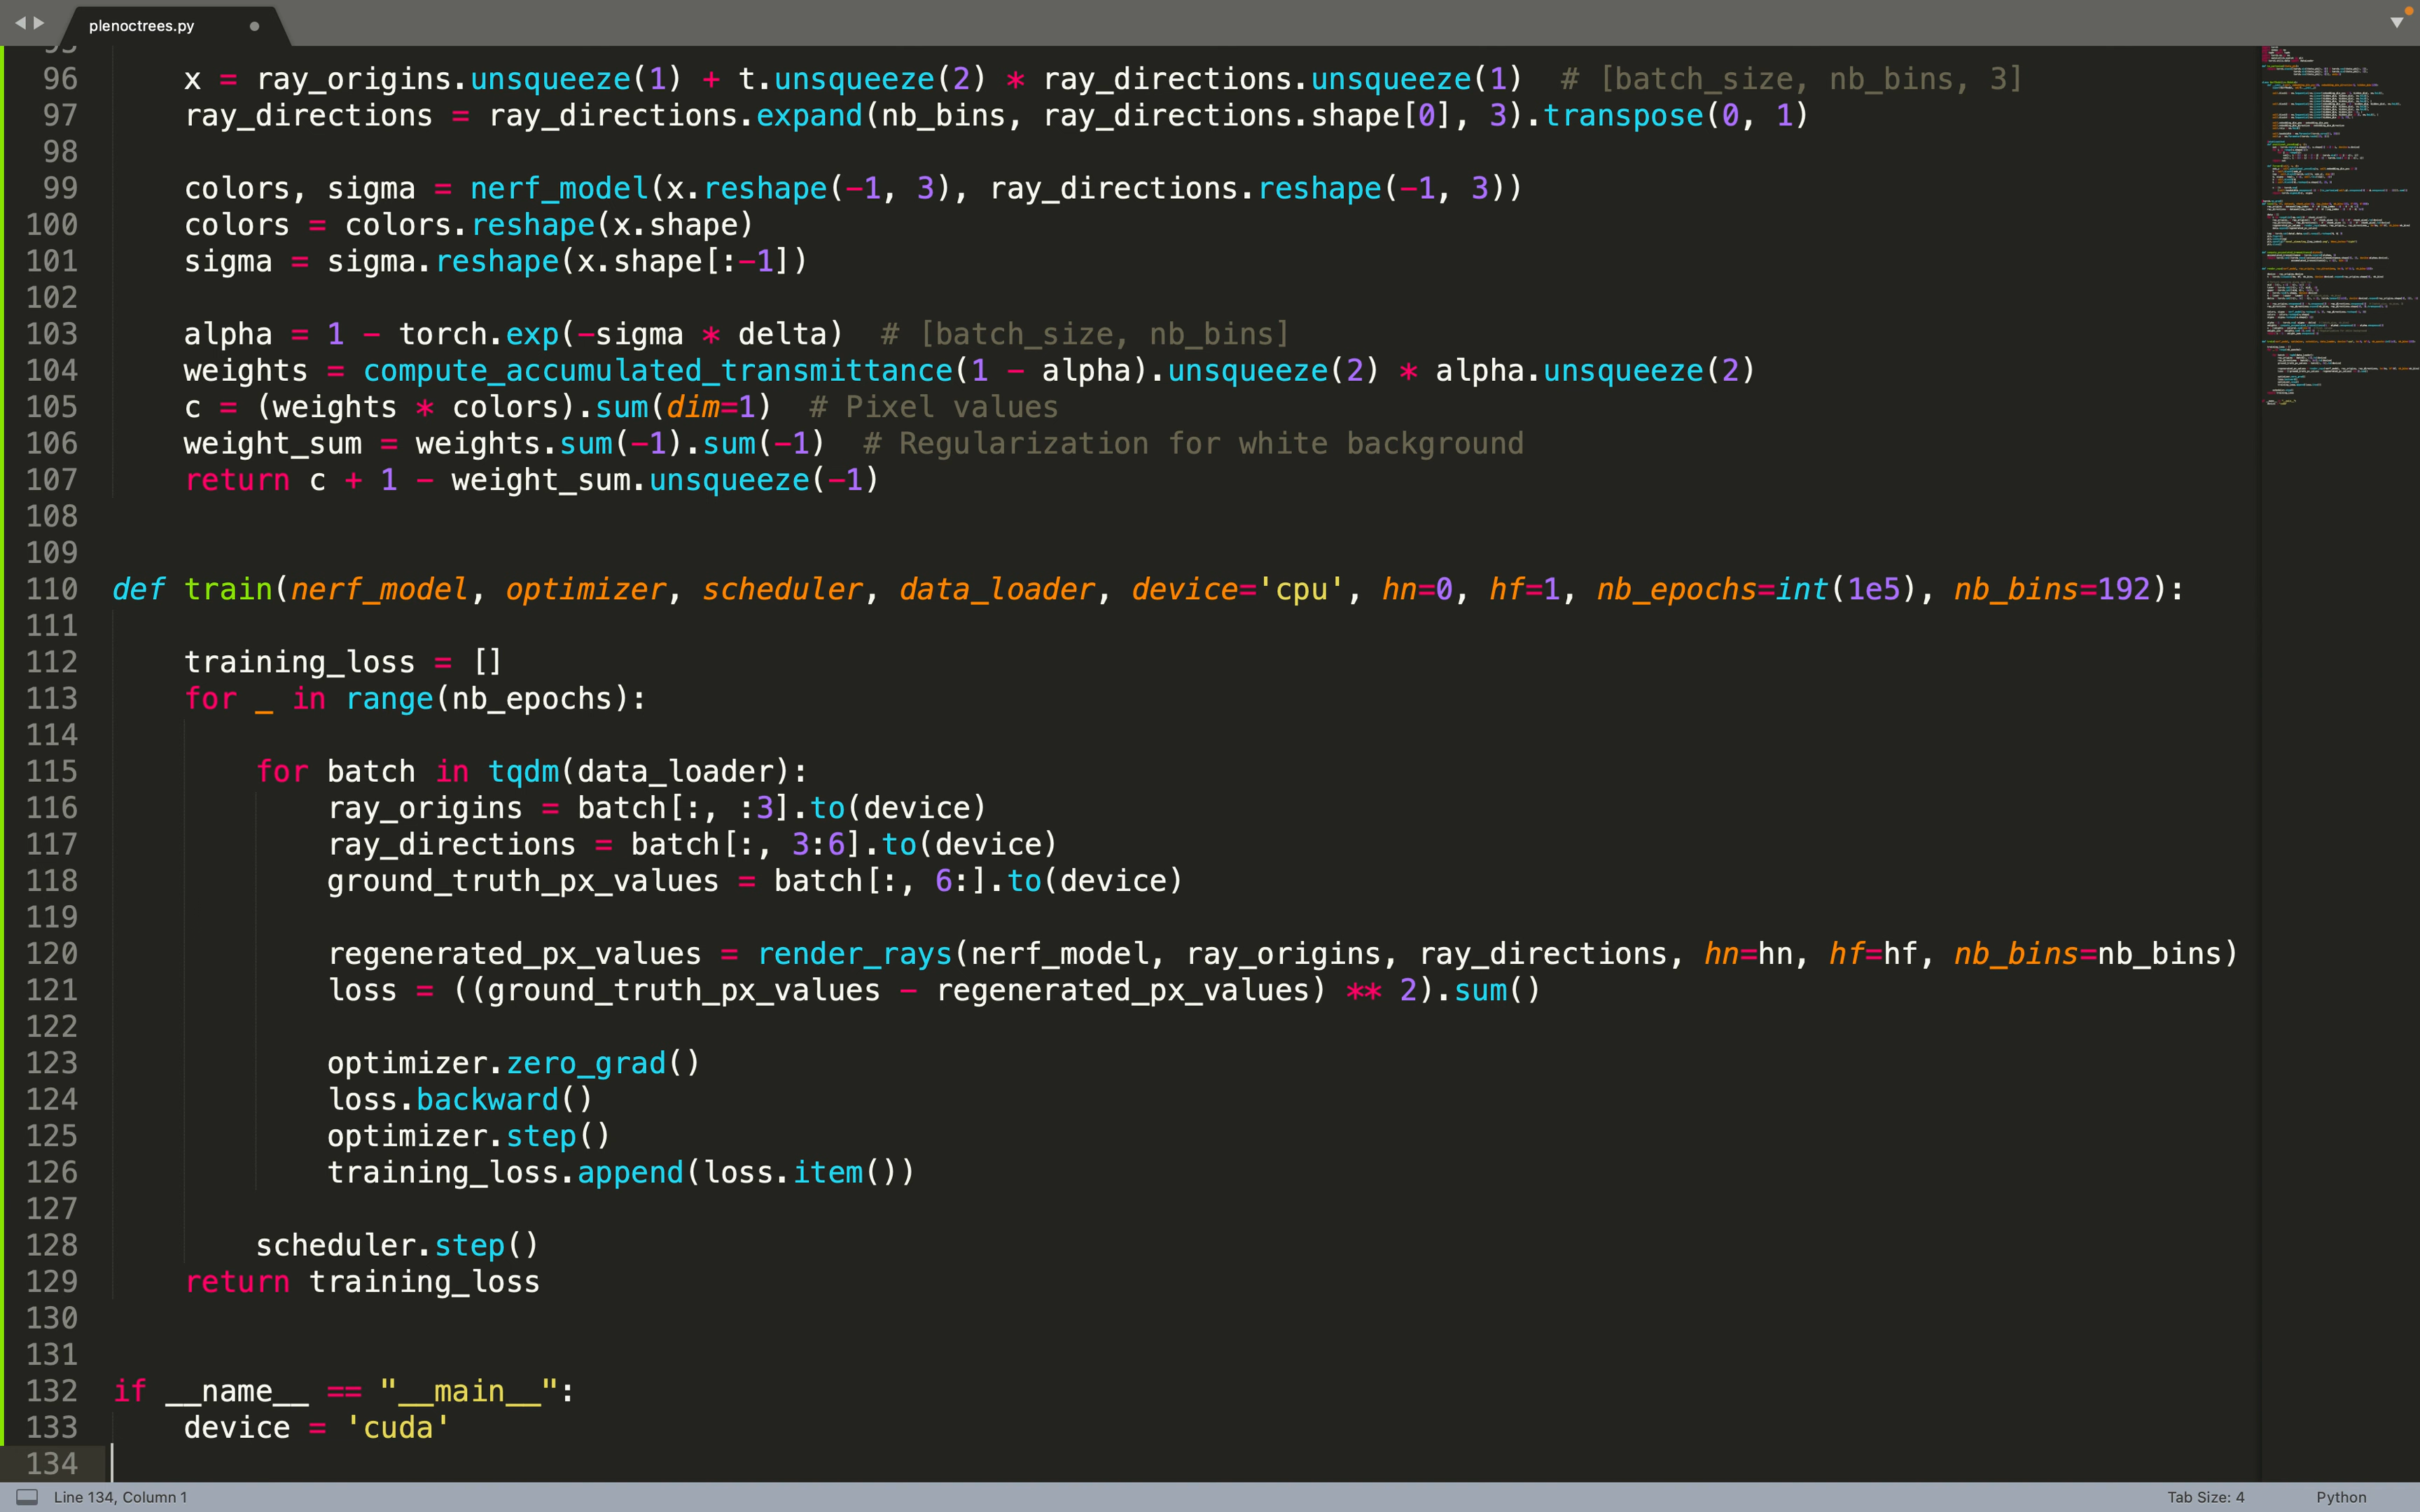 plenoctrees.py
96 x = ray_origins.unsqueeze(1) + t.unsqueeze(2) * ray_directions.unsqueeze(1)  # [batch_size, nb_bins, 3]
97 ray_directions = ray_directions.expand(nb_bins, ray_directions.shape[0], 3).transpose(0, 1)
98
99 colors, sigma = nerf_model(x.reshape(-1, 3), ray_directions.reshape(-1, 3))
100 colors = colors.reshape(x.shape)
101 sigma = sigma.reshape(x.shape[:-1])
102
103 alpha = 1 - torch.exp(-sigma * delta)  # [batch_size, nb_bins]
104 weights = compute_accumulated_transmittance(1 - alpha).unsqueeze(2) * alpha.unsqueeze(2)
105 c = (weights * colors).sum(dim=1)  # Pixel values
106 weight_sum = weights.sum(-1).sum(-1)  # Regularization for white background
107 return c + 1 - weight_sum.unsqueeze(-1)
108
109
110 def train(nerf_model, optimizer, scheduler, data_loader, device='cpu', hn=0, hf=1, nb_epochs=int(1e5), nb_bins=192):
111
112 training_loss = []
113 for _ in range(nb_epochs):
114
115 for batch in tqdm(data_loader):
116 ray_origins = batch[:, :3].to(device)
117 ray_directions = batch[:, 3:6].to(device)
118 ground_truth_px_values = batch[:, 6:].to(device)
119
120 regenerated_px_values = render_rays(nerf_model, ray_origins, ray_directions, hn=hn, hf=hf, nb_bins=nb_bins)
121 loss = ((ground_truth_px_values - regenerated_px_values) ** 2).sum()
122
123 optimizer.zero_grad()
124 loss.backward()
125 optimizer.step()
126 training_loss.append(loss.item())
127
128 scheduler.step()
129 return training_loss
130
131
132 if __name__ == "__main__":
133 device = 'cuda'
134
Line 134, Column 1
Tab Size: 4
Python